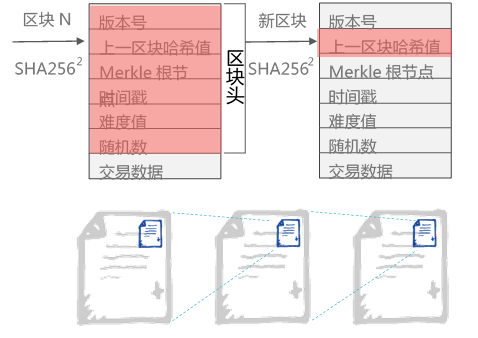 区块 N
SHA256²
版本号
上一区块哈希值
Merkle 根节点
时间戳
难度值
随机数
交易数据
区块头
新区块
SHA256²
版本号
上一区块哈希值
Merkle 根节点
时间戳
难度值
随机数
交易数据